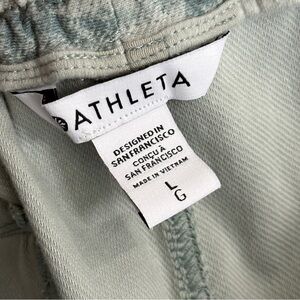 ATHLETA
DESIGNED IN
SAN FRANCISCO
CONÇU À
SAN FRANCISCO
MADE IN VIETNAM
L
G